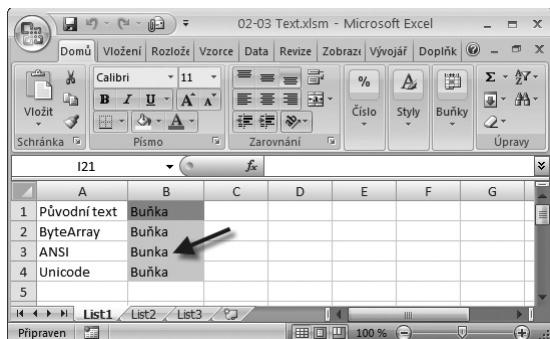 02-03 Text.xlsm - Microsoft Excel
Domů Vložení Rozlože Vzorce Data Revize Zobraze Vývojář Doplňk
Vložit
Calibri 11
B I U A A
A
% Číslo
Styly
Buňky
Σ
Schránka Písmo Zarovnání Úpravy
I21 fx
A B C D E F G
1 Původní text Buňka
2 ByteArray Buňka
3 ANSI Bunka
4 Unicode Buňka
5
List1 List2 List3
Připraven 100 %